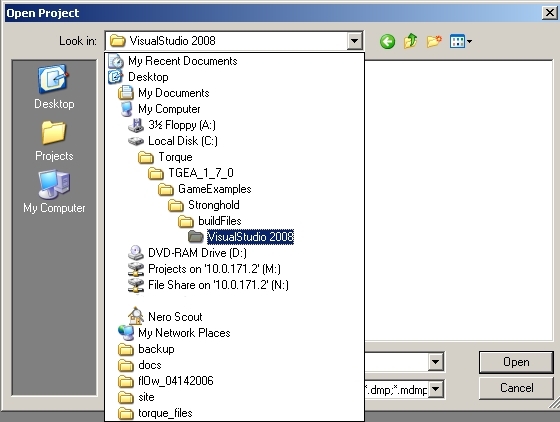 Open Project
Look in: VisualStudio 2008
My Recent Documents
Desktop
My Documents
My Computer
3½ Floppy (A:)
Local Disk (C:)
Torque
TGEA_1_7_0
GameExamples
Stronghold
buildFiles
VisualStudio 2008
DVD-RAM Drive (D:)
Projects on '10.0.171.2' (M:)
File Share on '10.0.171.2' (N:)
Nero Scout
My Network Places
backup
docs
flOw_04142006
site
torque_files
Desktop
Projects
My Computer
Open
*.dmp;*.mdmp
Cancel